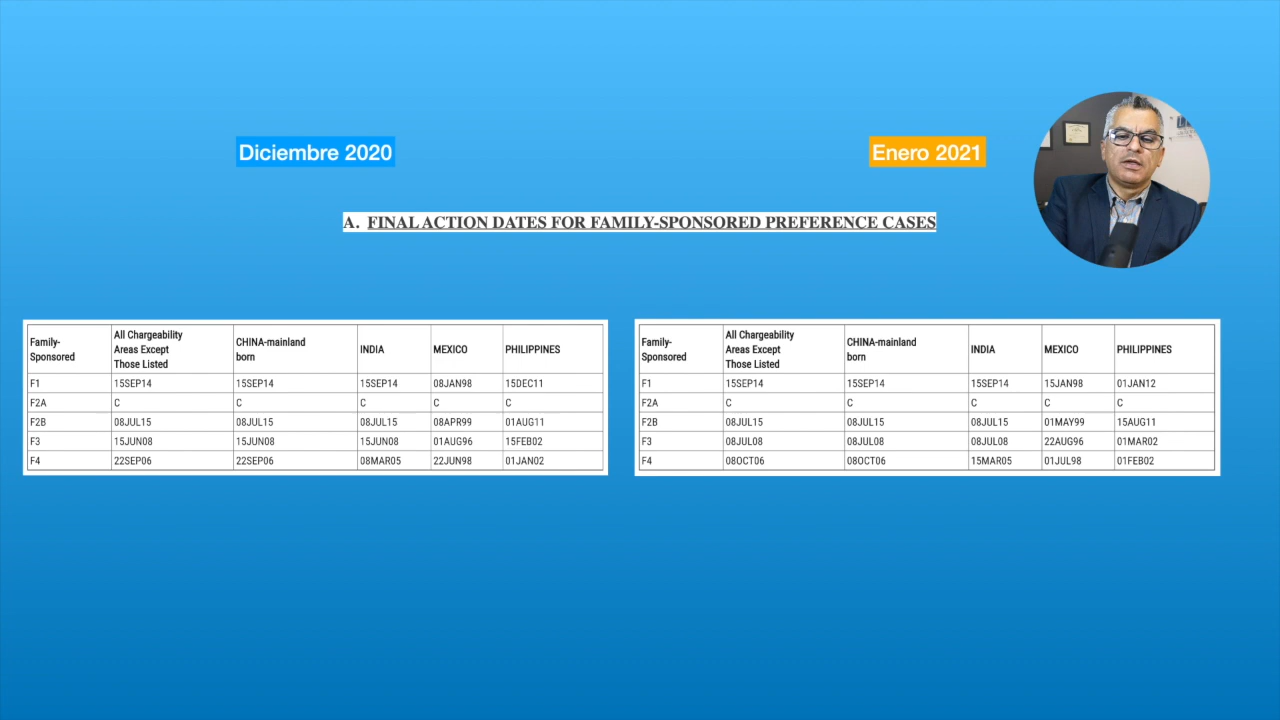 Diciembre 2020
Enero 2021
A. FINAL ACTION DATES FOR FAMILY-SPONSORED PREFERENCE CASES
Family-Sponsored All Chargeability Areas Except Those Listed CHINA-mainland born INDIA MEXICO PHILIPPINES
F1 15SEP14 15SEP14 15SEP14 08JAN98 15DEC11
F2A C C C C C
F2B 08JUL15 08JUL15 08JUL15 08APR99 01AUG11
F3 15JUN08 15JUN08 15JUN08 01AUG96 15FEB02
F4 22SEP06 22SEP06 08MAR05 22JUN98 01JAN02
Family-Sponsored All Chargeability Areas Except Those Listed CHINA-mainland born INDIA MEXICO PHILIPPINES
F1 15SEP14 15SEP14 15SEP14 15JAN98 01JAN12
F2A C C C C C
F2B 08JUL15 08JUL15 08JUL15 01MAY99 15AUG11
F3 08JUL08 08JUL08 08JUL08 22AUG96 01MAR02
F4 08OCT06 08OCT06 15MAR05 01JUL98 01FEB02